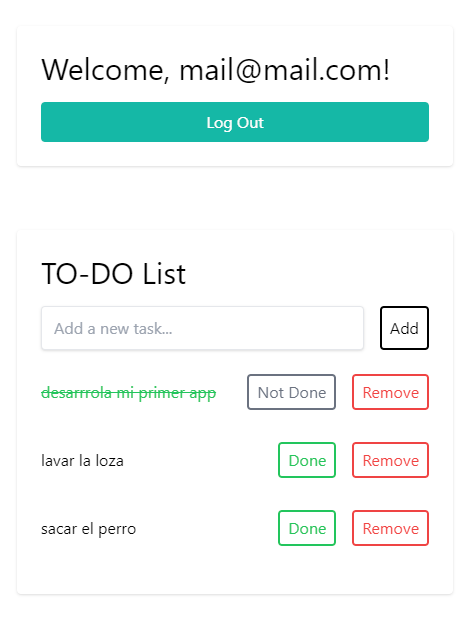 Welcome, mail@mail.com!
Log Out
TO-DO List
Add a new task...
Add
desarrrola mi primer app
Not Done
Remove
lavar la loza
Done
Remove
sacar el perro
Done
Remove